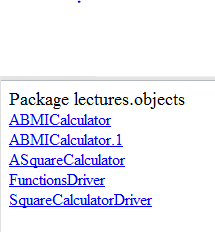 Package lectures.objects
ABMICalculator
ABMICalculator.1
ASquareCalculator
FunctionsDriver
SquareCalculatorDriver